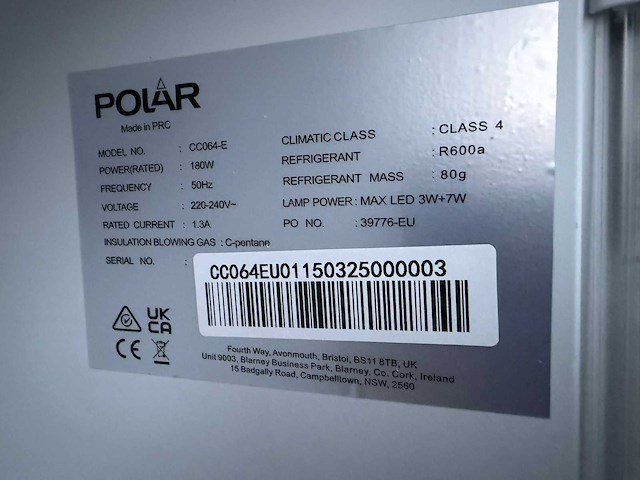 POLAR
Made in PRC
MODEL NO. : CC064-E
POWER(RATED) : 180W
FREQUENCY : 50Hz
VOLTAGE : 220-240V~
RATED CURRENT : 1.3A
INSULATION BLOWING GAS : C-pentane
SERIAL NO. :
CLIMATIC CLASS : CLASS 4
REFRIGERANT : R600a
REFRIGERANT MASS : 80g
LAMP POWER : MAX LED 3W+7W
PO NO. : 39776-EU
CC064EU01150325000003
UK
CA
CE
Fourth Way, Avonmouth, Bristol, BS11 8TB, UK
Unit 9003, Blarney Business Park, Blarney, Co. Cork, Ireland
15 Badgally Road, Campbelltown, NSW, 2560